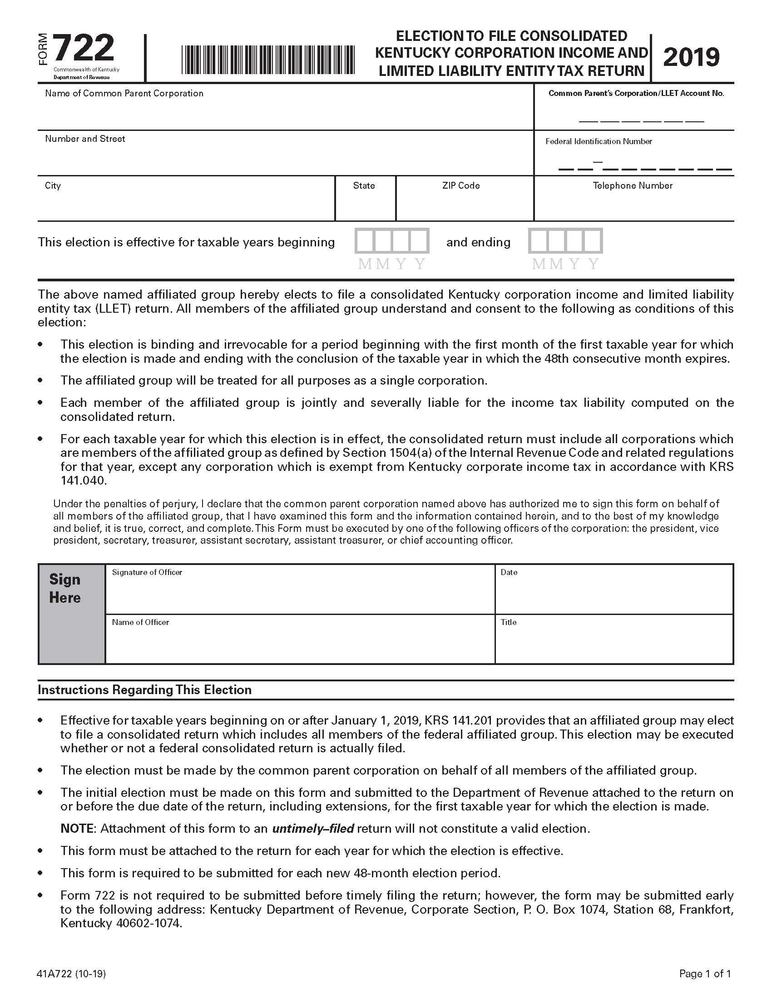 FORM 722
Commonwealth of Kentucky
Department of Revenue
ELECTION TO FILE CONSOLIDATED
KENTUCKY CORPORATION INCOME AND
LIMITED LIABILITY ENTITY TAX RETURN
2019
Name of Common Parent Corporation
Common Parent's Corporation/LLET Account No.
__ __ __ __ __ __
Number and Street
Federal Identification Number
__ __ – __ __ __ __ __ __ __
City
State
ZIP Code
Telephone Number
This election is effective for taxable years beginning
and ending
M M Y Y
M M Y Y
The above named affiliated group hereby elects to file a consolidated Kentucky corporation income and limited liability
entity tax (LLET) return. All members of the affiliated group understand and consent to the following as conditions of this
election:
• This election is binding and irrevocable for a period beginning with the first month of the first taxable year for which
the election is made and ending with the conclusion of the taxable year in which the 48th consecutive month expires.
• The affiliated group will be treated for all purposes as a single corporation.
• Each member of the affiliated group is jointly and severally liable for the income tax liability computed on the
consolidated return.
• For each taxable year for which this election is in effect, the consolidated return must include all corporations which
are members of the affiliated group as defined by Section 1504(a) of the Internal Revenue Code and related regulations
for that year, except any corporation which is exempt from Kentucky corporate income tax in accordance with KRS
141.040.
Under the penalties of perjury, I declare that the common parent corporation named above has authorized me to sign this form on behalf of
all members of the affiliated group, that I have examined this form and the information contained herein, and to the best of my knowledge
and belief, it is true, correct, and complete. This Form must be executed by one of the following officers of the corporation: the president, vice
president, secretary, treasurer, assistant secretary, assistant treasurer, or chief accounting officer.
Sign
Here
Signature of Officer
Date
Name of Officer
Title
Instructions Regarding This Election
• Effective for taxable years beginning on or after January 1, 2019, KRS 141.201 provides that an affiliated group may elect
to file a consolidated return which includes all members of the federal affiliated group. This election may be executed
whether or not a federal consolidated return is actually filed.
• The election must be made by the common parent corporation on behalf of all members of the affiliated group.
• The initial election must be made on this form and submitted to the Department of Revenue attached to the return on
or before the due date of the return, including extensions, for the first taxable year for which the election is made.
NOTE: Attachment of this form to an untimely–filed return will not constitute a valid election.
• This form must be attached to the return for each year for which the election is effective.
• This form is required to be submitted for each new 48-month election period.
• Form 722 is not required to be submitted before timely filing the return; however, the form may be submitted early
to the following address: Kentucky Department of Revenue, Corporate Section, P. O. Box 1074, Station 68, Frankfort,
Kentucky 40602-1074.
41A722 (10-19)
Page 1 of 1